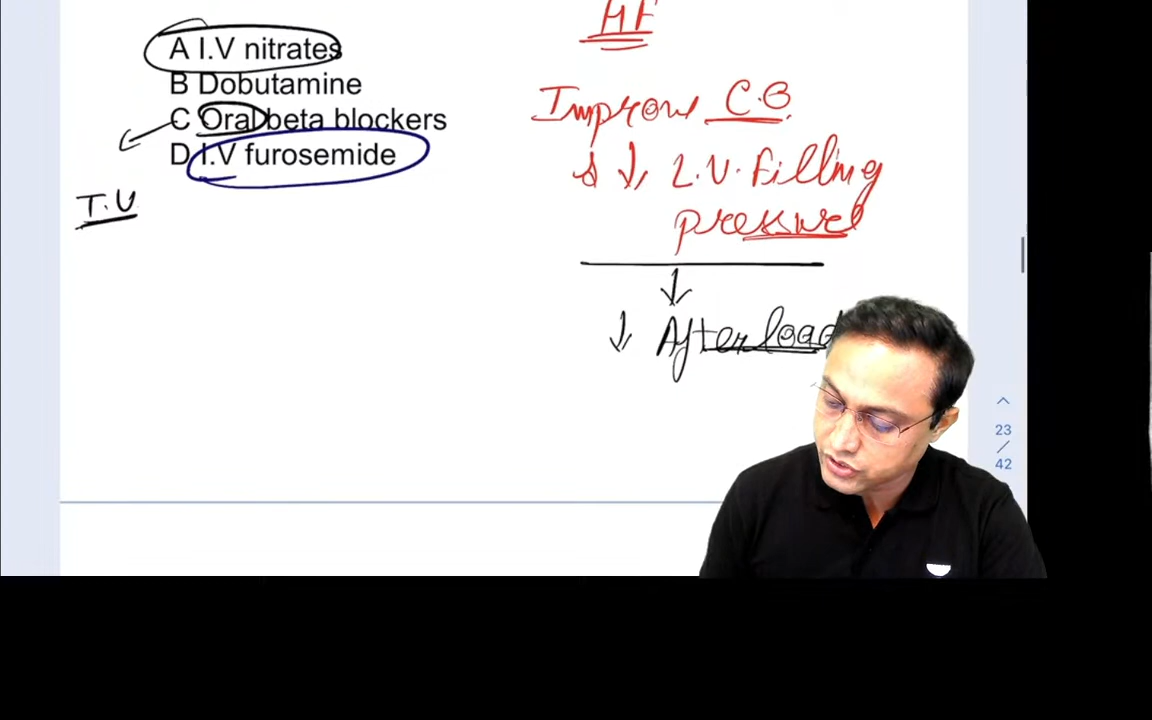 HF
A I.V nitrates
B Dobutamine
C Oral beta blockers
D I.V furosemide
T.U
Improve C.O.
& ↓ L.V. filling
pressure
↓
↓ Afterload
23
/
42